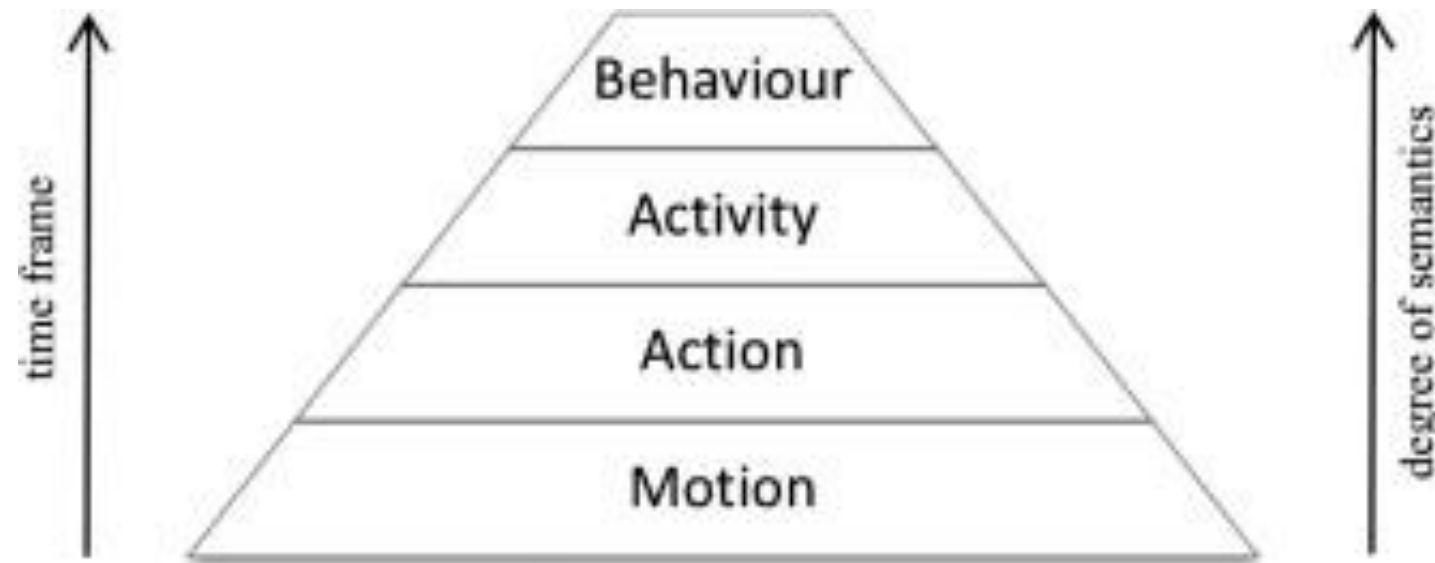 Behaviour
Activity
Action
Motion
time frame
degree of semantics